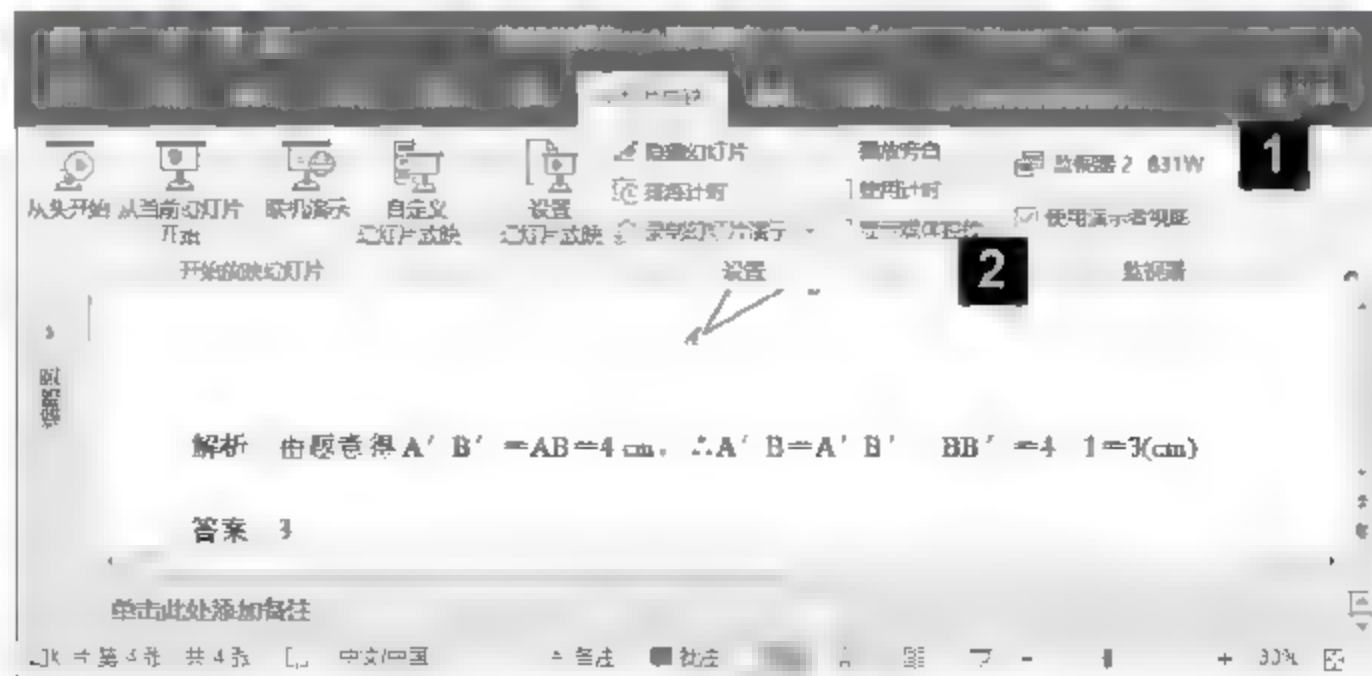 隐藏幻灯片 播放旁白
监视器 2 1
从头开始 从当前幻灯片 联机演示 自定义 设置 排练计时 使用计时
开始 幻灯片放映 幻灯片放映 录制幻灯片演示 显示媒体控件 使用演示者视图
开始放映幻灯片 设置 2 监视器
缩略图
解析 由题意得A′B′=AB=4 cm, ∴A′B=A′B′ BB′=4 1=3(cm)
答案 3
单击此处添加备注
第 张 共 4 张 中文/中国 备注 批注